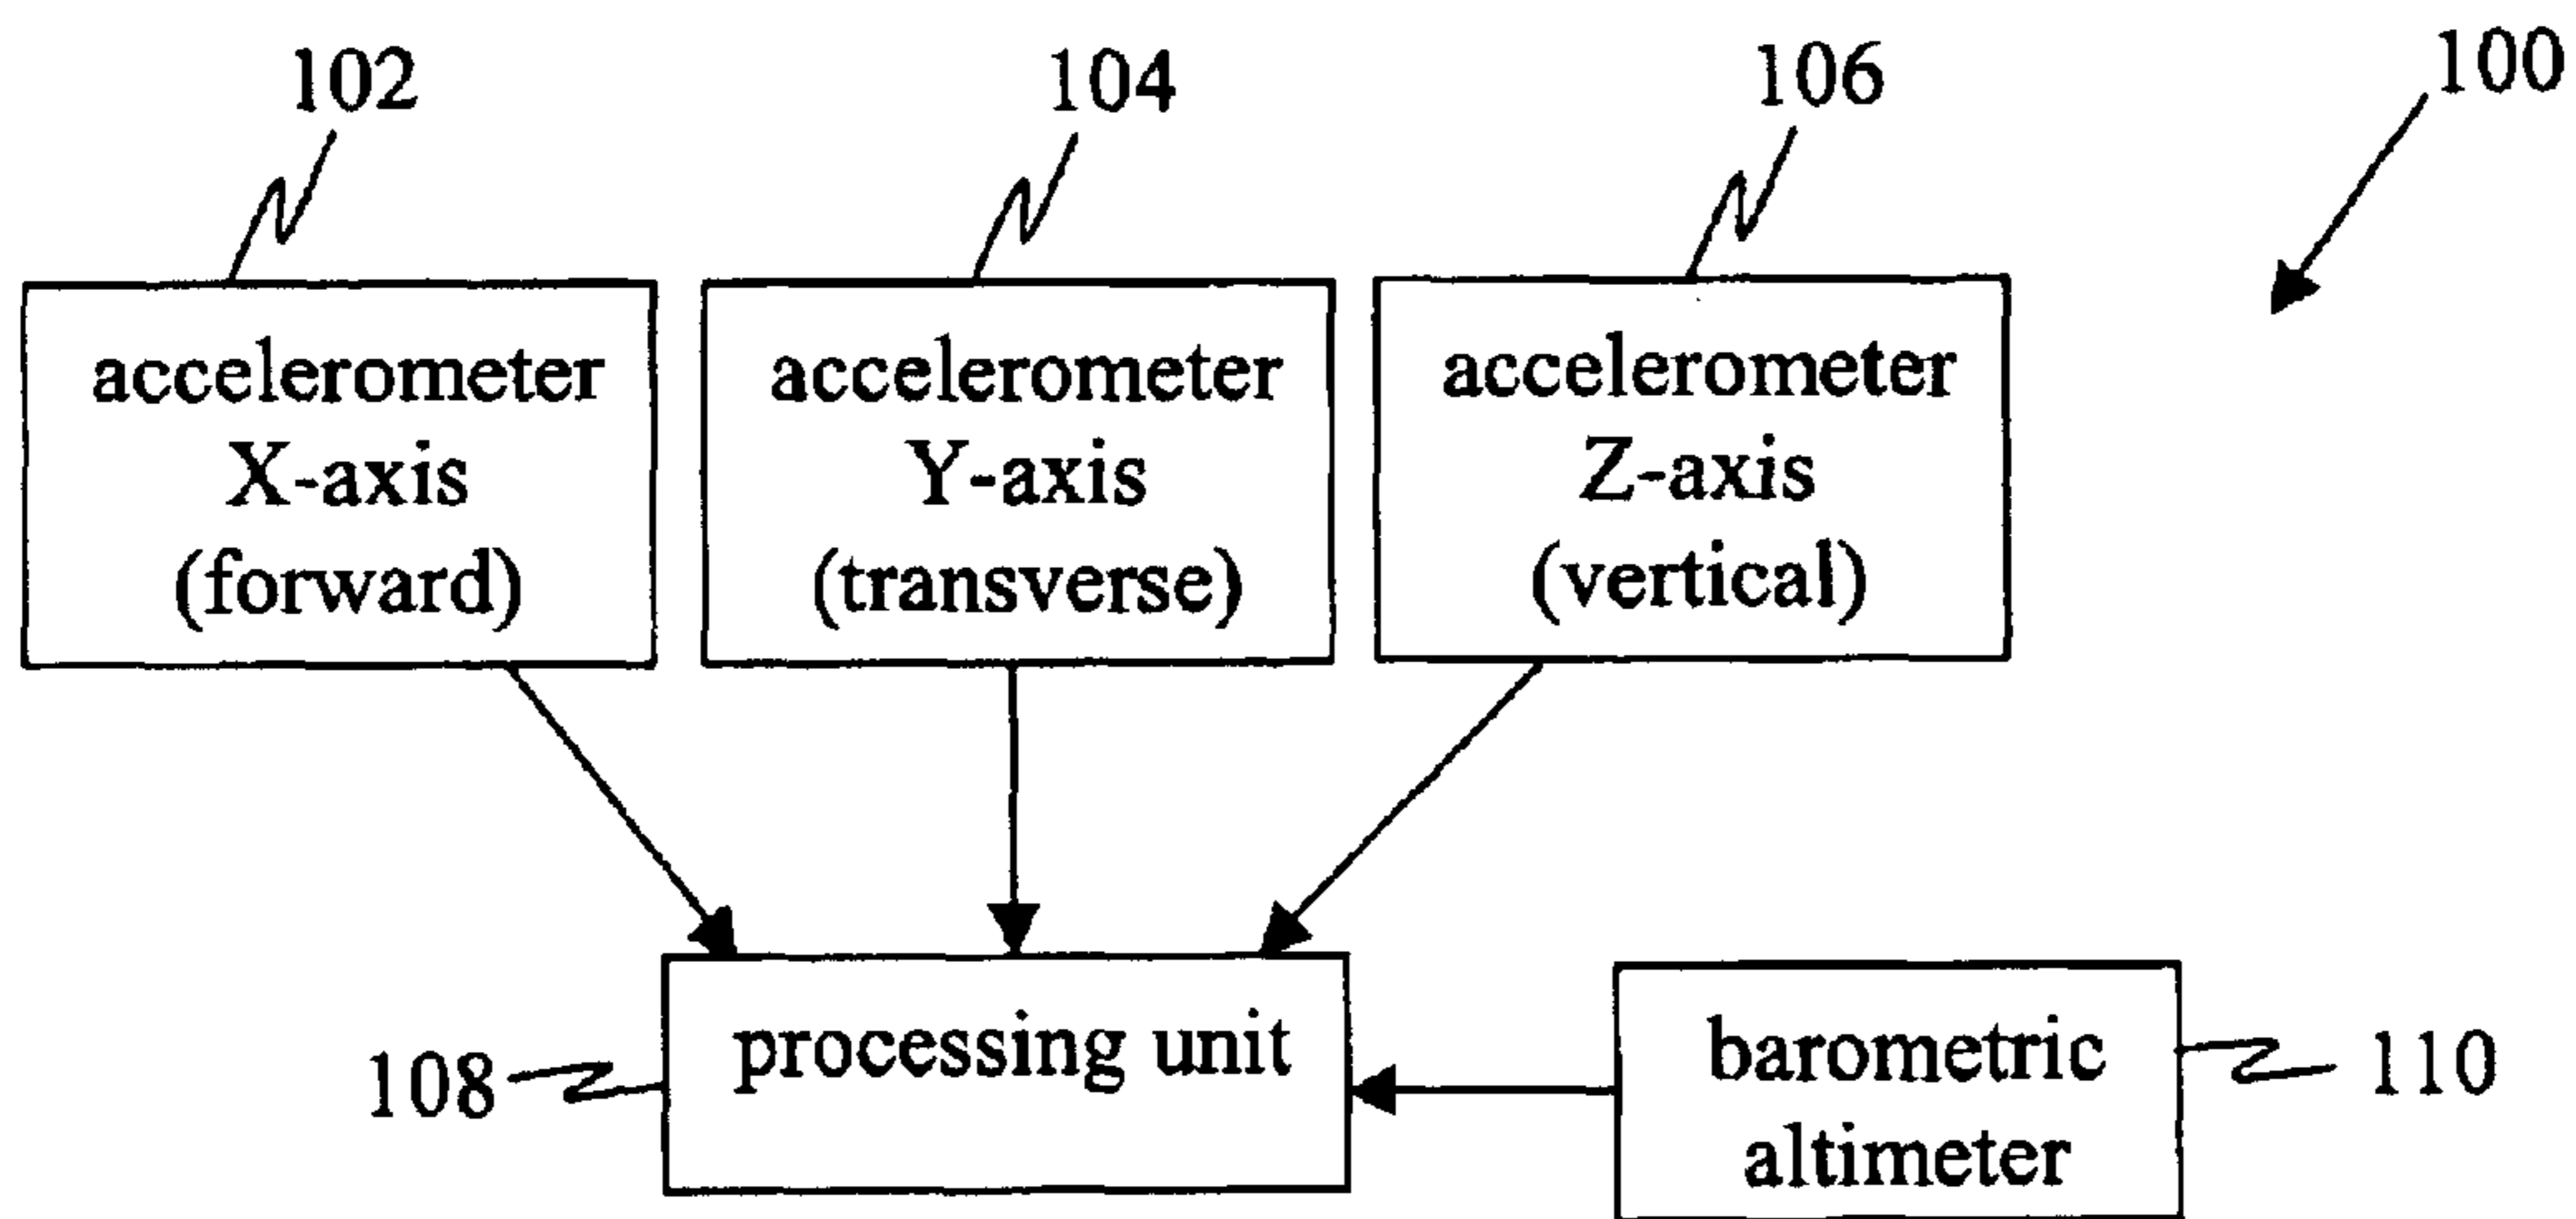 102
104
106
100
accelerometer
X-axis
(forward)
accelerometer
Y-axis
(transverse)
accelerometer
Z-axis
(vertical)
108
processing unit
barometric
altimeter
110